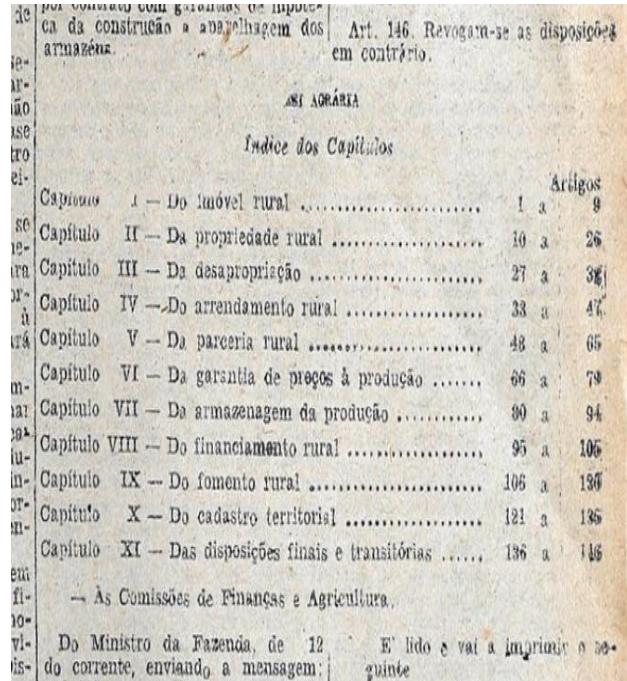 por contrato com garantias de hipote-
ca da construção e aparelhagem dos
armazéns.
Art. 146. Revogam-se as disposições
em contrário.
LEI AGRÁRIA
Índice dos Capítulos
Artigos
Capítulo I — Do imóvel rural .............................. 1 a 9
Capítulo II — Da propriedade rural ...................... 10 a 26
Capítulo III — Da desapropriação ......................... 27 a
Capítulo IV — Do arrendamento rural ..................... 33 a 47
Capítulo V — Da parceria rural .......................... 48 a 65
Capítulo VI — Da garantia de preços à produção ....... 66 a 79
Capítulo VII — Da armazenagem da produção ............ 80 a 94
Capítulo VIII — Do financiamento rural ................... 95 a 105
Capítulo IX — Do fomento rural ......................... 106 a
Capítulo X — Do cadastro territorial .................... 121 a 135
Capítulo XI — Das disposições finais e transitórias ...... 136 a
— Às Comissões de Finanças e Agricultura.
Do Ministro da Fazenda, de 12
do corrente, enviando a mensagem:
E' lido e vai a imprimir o se-
guinte